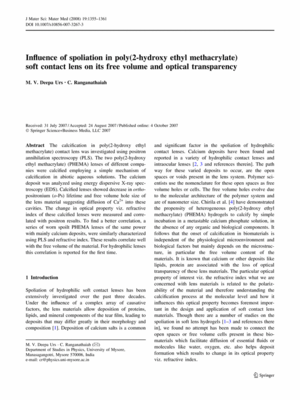 J Mater Sci: Mater Med (2008) 19:1355–1361
DOI 10.1007/s10856-007-3267-3
Influence of spoliation in poly(2-hydroxy ethyl methacrylate)
soft contact lens on its free volume and optical transparency
M. V. Deepa Urs · C. Ranganathaiah
Received: 31 July 2007 / Accepted: 24 August 2007 / Published online: 4 October 2007
© Springer Science+Business Media, LLC 2007
Abstract The calcification in poly(2-hydroxy ethyl
methacrylate) contact lens was investigated using positron
annihilation spectroscopy (PLS). The two poly(2-hydroxy
ethyl methacrylate) (PHEMA) lenses of different compa-
nies were calcified employing a simple mechanism of
calcification in abiotic aqueous solutions. The calcium
deposit was analyzed using energy dispersive X-ray spec-
troscopy (EDS). Calcified lenses showed decrease in ortho-
positronium (o-Ps) lifetime and free volume hole size of
the lens material suggesting diffusion of Ca²⁺ into these
cavities. The change in optical property viz. refractive
index of these calcified lenses were measured and corre-
lated with positron results. To find a better correlation, a
series of worn spoilt PHEMA lenses of the same power
with mainly calcium deposits, were similarly characterized
using PLS and refractive index. These results correlate well
with the free volume of the material. For hydrophilic lenses
this correlation is reported for the first time.
1 Introduction
Spoliation of hydrophilic soft contact lenses has been
extensively investigated over the past three decades.
Under the influence of a complex array of causative
factors, the lens materials allow deposition of proteins,
lipids, and mineral components of the tear film, leading to
deposits that may differ greatly in their morphology and
composition [1]. Deposition of calcium salts is a common
M. V. Deepa Urs · C. Ranganathaiah (✉)
Department of Studies in Physics, University of Mysore,
Manasagangotri, Mysore 570006, India
e-mail: cr@physics.uni-mysore.ac.in
and significant factor in the spoliation of hydrophilic
contact lenses. Calcium deposits have been found and
reported in a variety of hydrophilic contact lenses and
intraocular lenses [2, 3 and references therein]. The path
way for these varied deposits to occur, are the open
spaces or voids present in the lens system. Polymer sci-
entists use the nomenclature for these open spaces as free
volume holes or cells. The free volume holes evolve due
to the molecular architecture of the polymer system and
are of nanometer size. Chirila et al. [4] have demonstrated
the propensity of heterogeneous poly(2-hydroxy ethyl
methacrylate) (PHEMA) hydrogels to calcify by simple
incubation in a metastable calcium phosphate solution, in
the absence of any organic and biological components. It
follows that the onset of calcification in biomaterials is
independent of the physiological microenvironment and
biological factors but mainly depends on the microstruc-
ture, in particular the free volume content of the
materials. It is known that calcium or other deposits like
lipids, protein are associated with the loss of optical
transparency of these lens materials. The particular optical
property of interest viz. the refractive index what we are
concerned with lens materials is related to the polariz-
ability of the material and therefore understanding the
calcification process at the molecular level and how it
influences this optical property becomes foremost impor-
tant in the design and application of soft contact lens
materials. Though there are a number of studies on the
spoliation in soft lens hydrogels [1–3 and references there
in], we found no attempt has been made to connect the
open spaces or free volume cells present in these bio-
materials which facilitate diffusion of essential fluids or
molecules like water, oxygen, etc. also helps deposit
formation which results to change in its optical property
viz. refractive index.
Springer